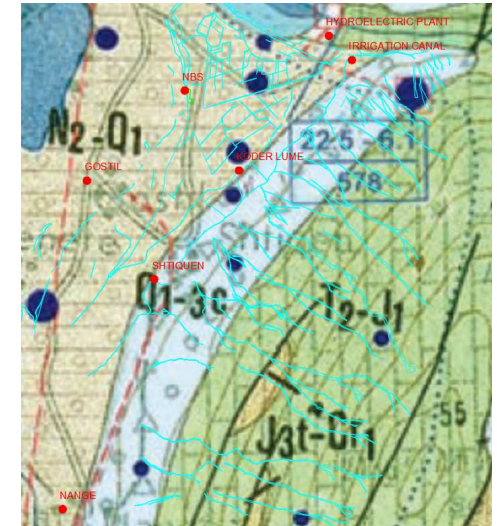 HYDROELECTRIC PLANT
IRRIGATION CANAL
NBS
N2-Q1
22.5 6.1
KODER LUME
GOSTIL
578
SHTIQUEN
Q1-3c
T2-J1
55
J3t-Cr1
NANGE